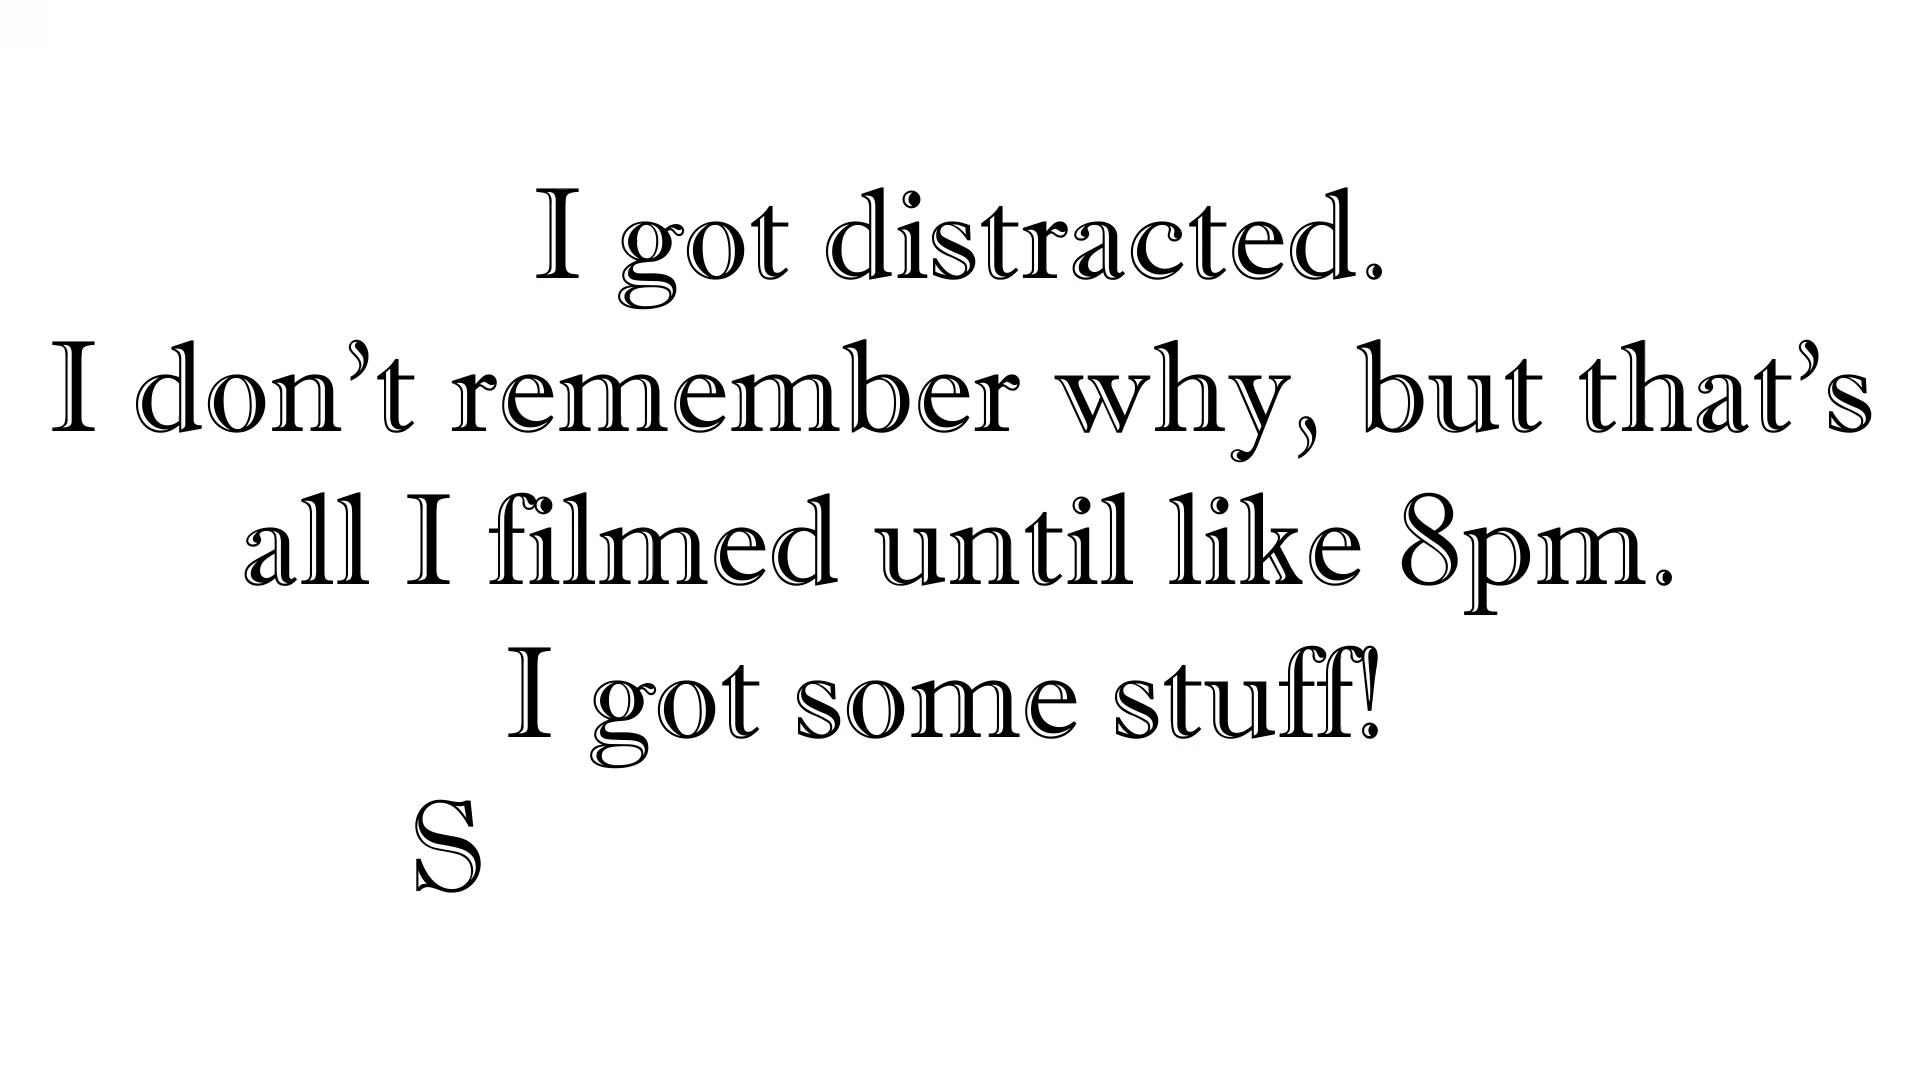 I got distracted.
I don’t remember why, but that’s
all I filmed until like 8pm.
I got some stuff!
S